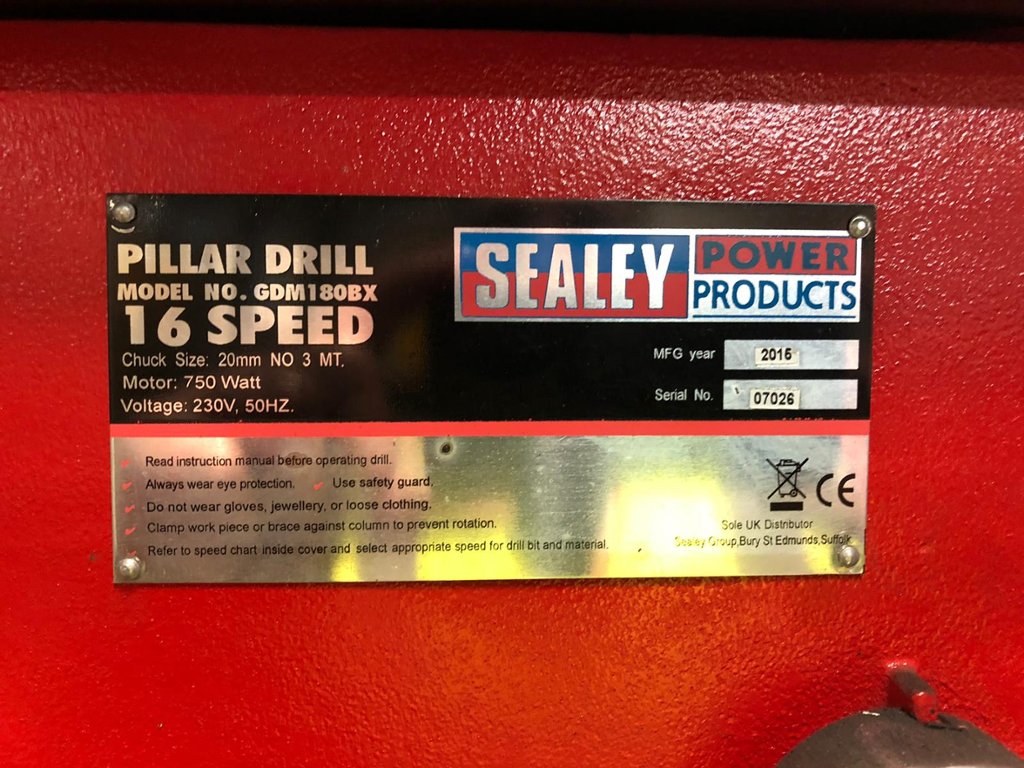 PILLAR DRILL
MODEL NO. GDM180BX
16 SPEED
Chuck Size: 20mm NO 3 MT.
Motor: 750 Watt
Voltage: 230V, 50HZ.
SEALEY POWER PRODUCTS
MFG year 2015
Serial No. 07026
Read instruction manual before operating drill.
Always wear eye protection. Use safety guard.
Do not wear gloves, jewellery, or loose clothing.
Clamp work piece or brace against column to prevent rotation.
Refer to speed chart inside cover and select appropriate speed for drill bit and material.
CE
Sole UK Distributor
Sealey Group,Bury St Edmunds,Suffolk